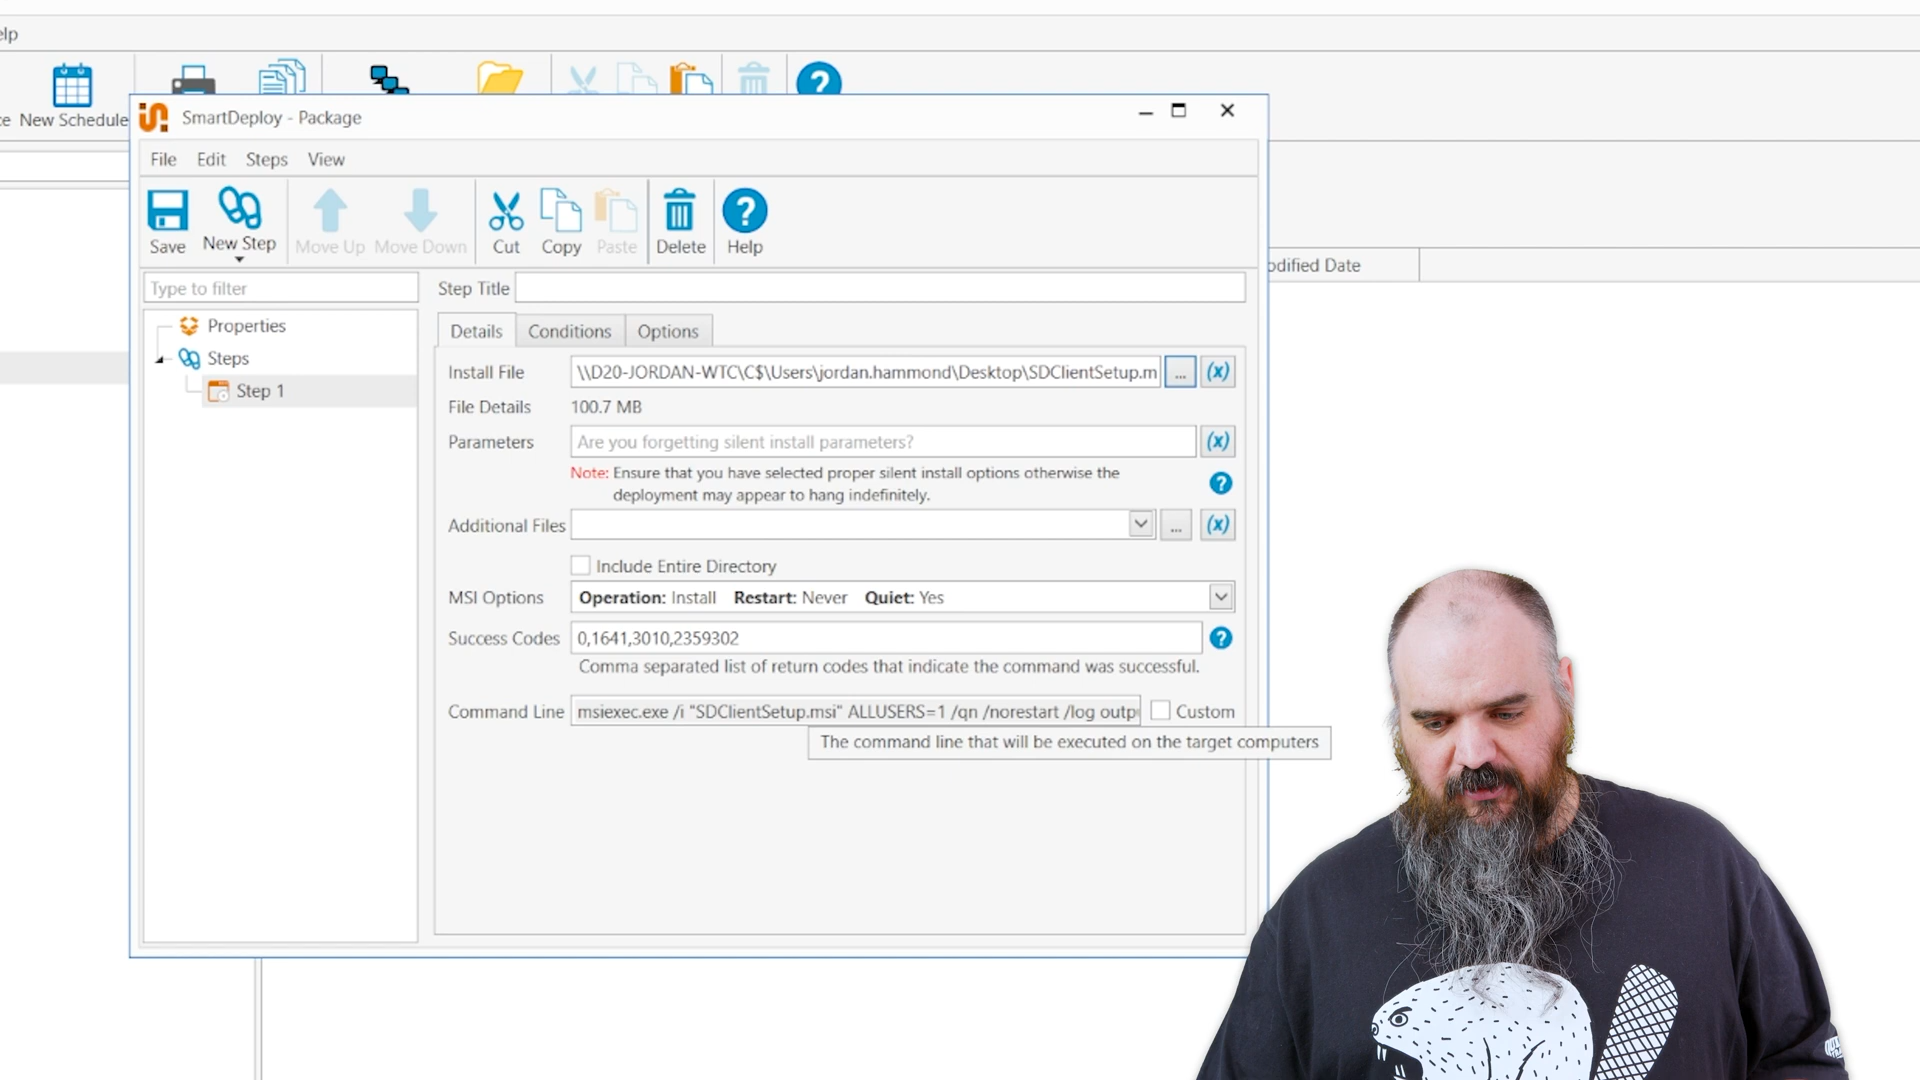 elp
ce New Schedule
SmartDeploy - Package
File Edit Steps View
Save New Step Move Up Move Down Cut Copy Paste Delete Help
odified Date
Type to filter
Step Title
Properties
Steps
Step 1
Details Conditions Options
Install File \\D20-JORDAN-WTC\C$\Users\jordan.hammond\Desktop\SDClientSetup.m ... (x)
File Details 100.7 MB
Parameters Are you forgetting silent install parameters? (x)
Note: Ensure that you have selected proper silent install options otherwise the
deployment may appear to hang indefinitely. ?
Additional Files ... (x)
Include Entire Directory
MSI Options Operation: Install Restart: Never Quiet: Yes
Success Codes 0,1641,3010,2359302 ?
Comma separated list of return codes that indicate the command was successful.
Command Line msiexec.exe /i "SDClientSetup.msi" ALLUSERS=1 /qn /norestart /log outp Custom
The command line that will be executed on the target computers